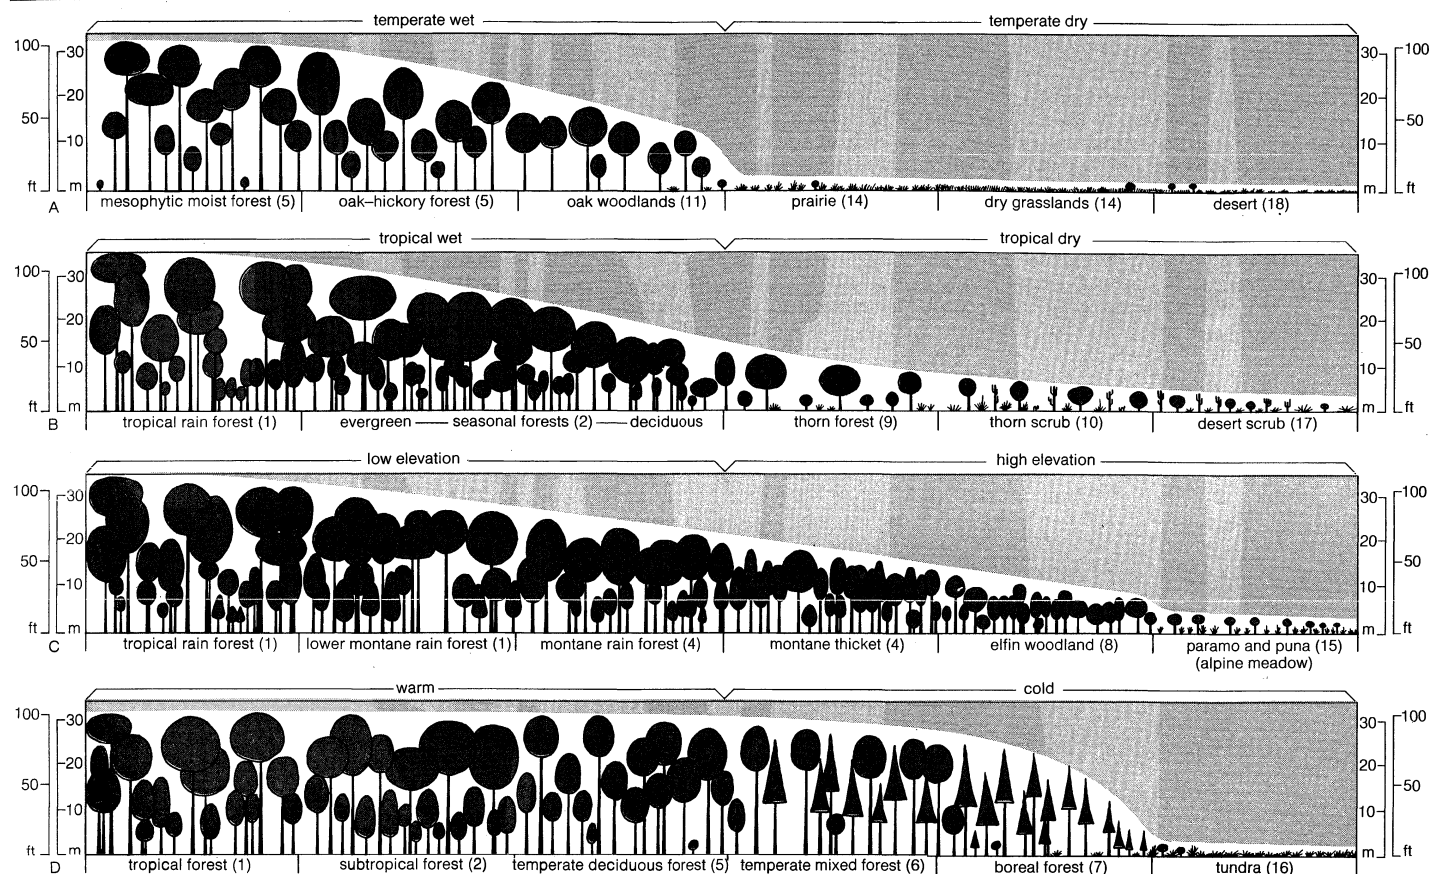 temperate wet temperate dry
100 30 30 100
20 20
50 50
10 10
ft m m ft
A mesophytic moist forest (5) oak–hickory forest (5) oak woodlands (11) prairie (14) dry grasslands (14) desert (18)
tropical wet tropical dry
100 30 30 100
20 20
50 50
10 10
ft m m ft
B tropical rain forest (1) evergreen — seasonal forests (2) — deciduous thorn forest (9) thorn scrub (10) desert scrub (17)
low elevation high elevation
100 30 30 100
20 20
50 50
10 10
ft m m ft
C tropical rain forest (1) lower montane rain forest (1) montane rain forest (4) montane thicket (4) elfin woodland (8) paramo and puna (15)
(alpine meadow)
warm cold
100 30 30 100
20 20
50 50
10 10
ft m m ft
D tropical forest (1) subtropical forest (2) temperate deciduous forest (5) temperate mixed forest (6) boreal forest (7) tundra (16)